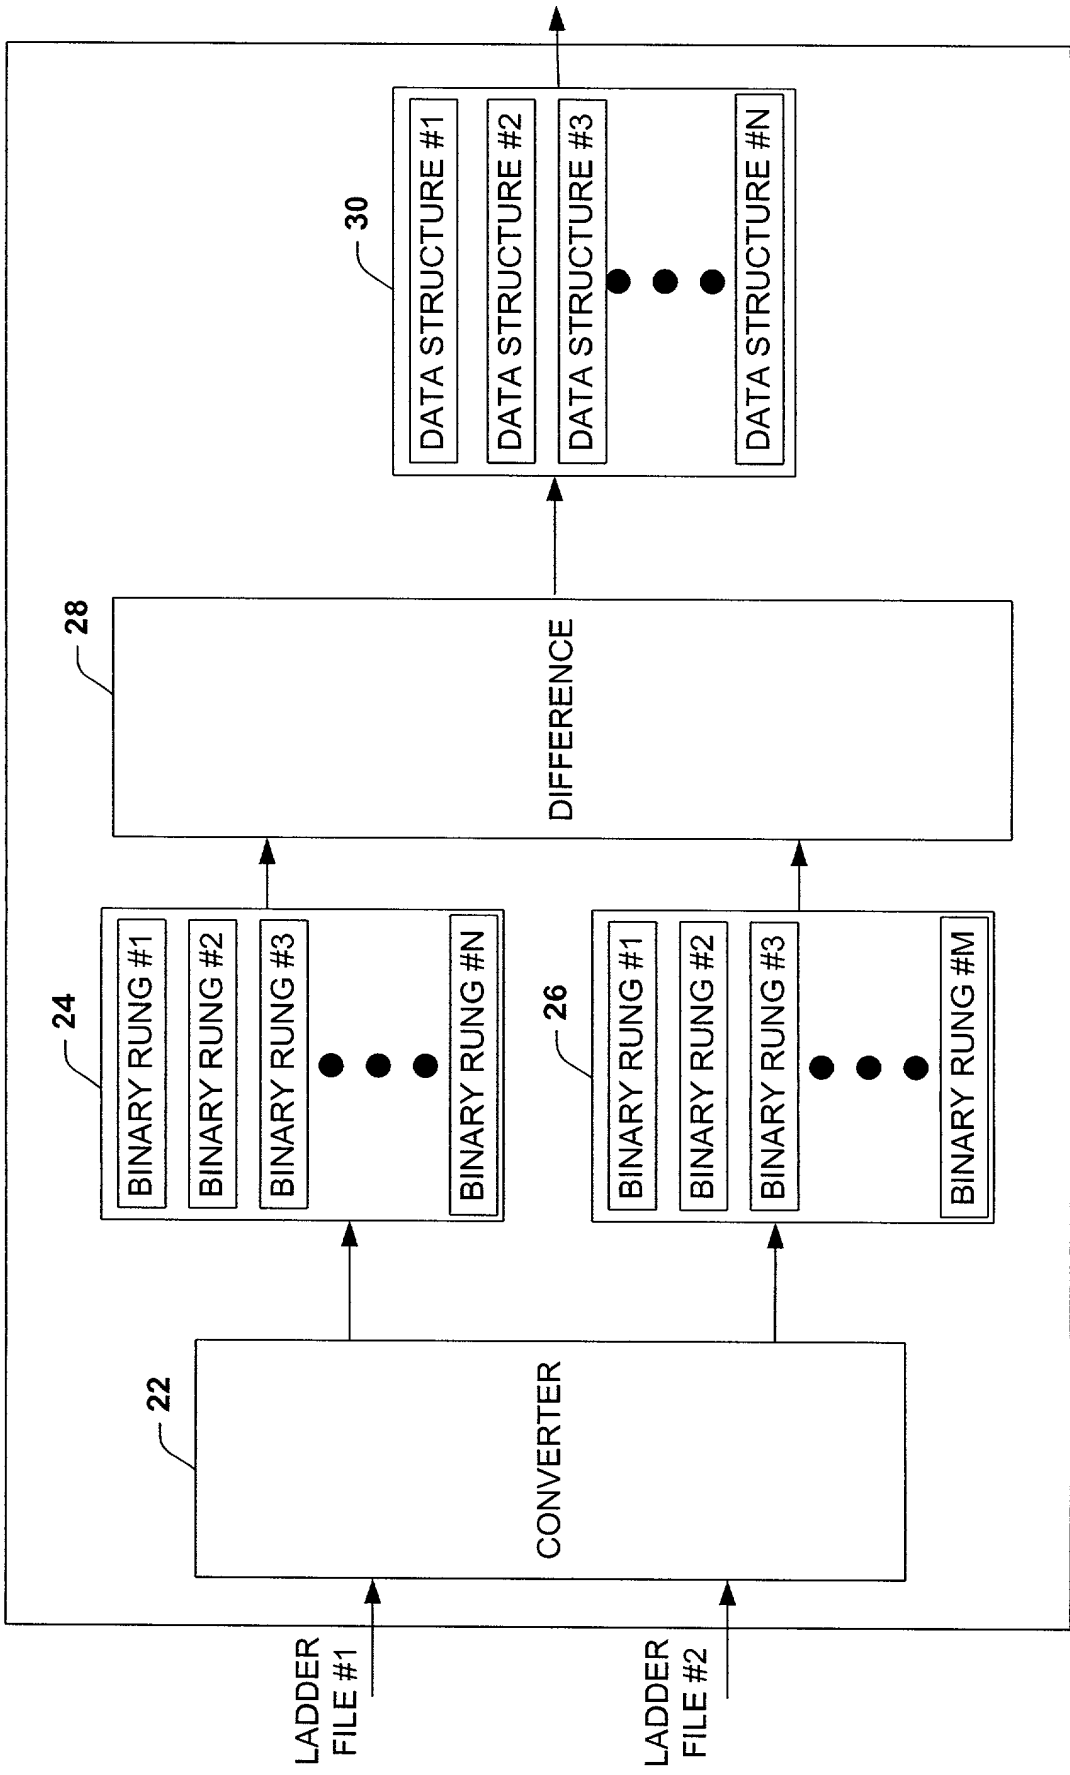 LADDER
FILE #1
LADDER
FILE #2
22
CONVERTER
24
BINARY RUNG #1
BINARY RUNG #2
BINARY RUNG #3
BINARY RUNG #N
26
BINARY RUNG #1
BINARY RUNG #2
BINARY RUNG #3
BINARY RUNG #M
28
DIFFERENCE
30
DATA STRUCTURE #1
DATA STRUCTURE #2
DATA STRUCTURE #3
DATA STRUCTURE #N